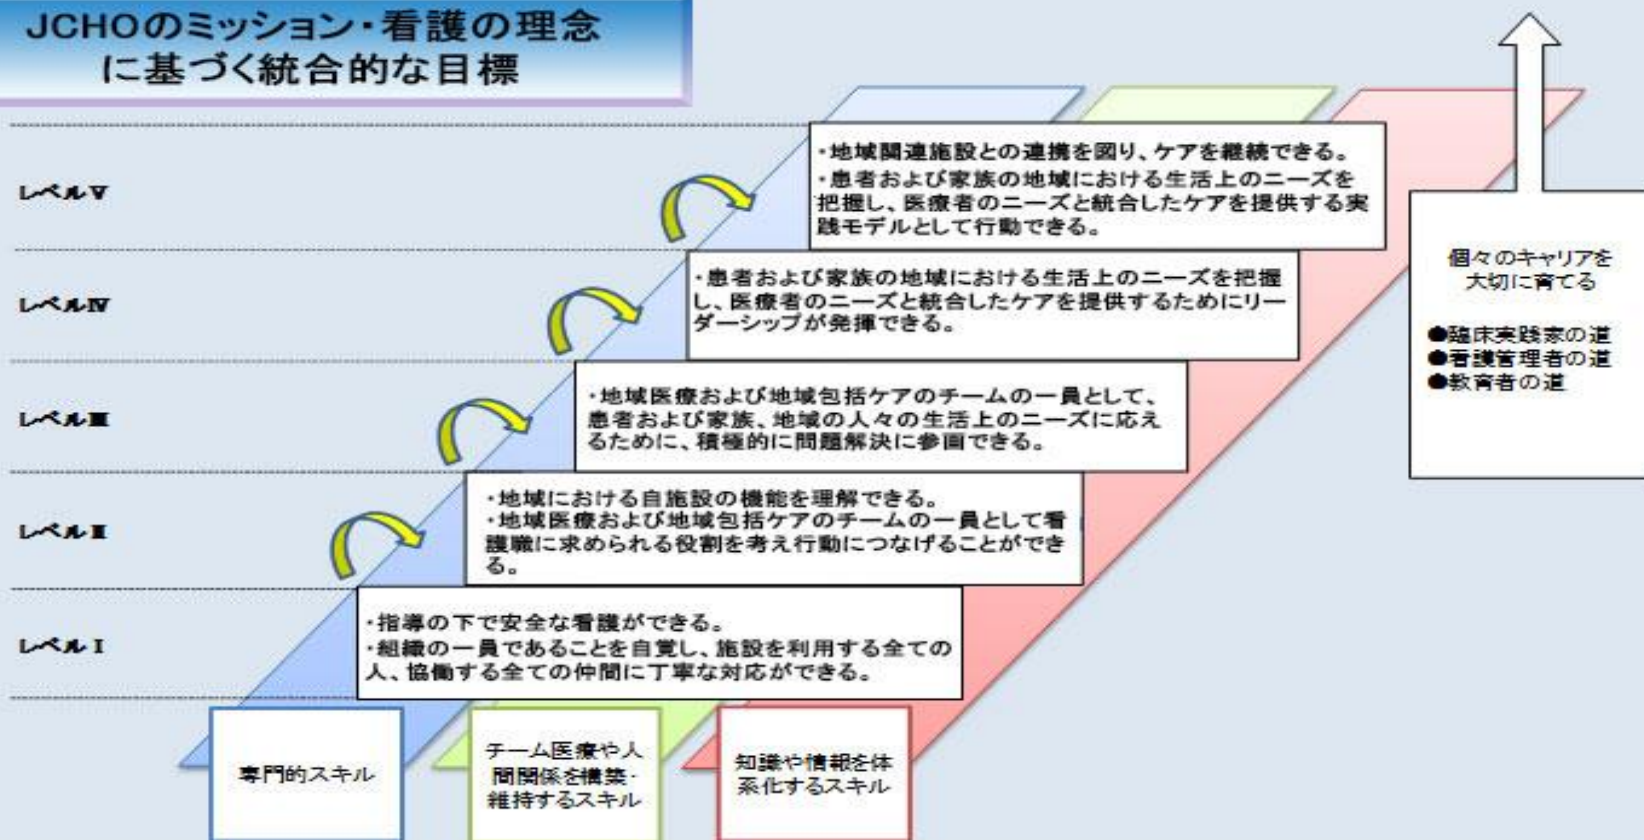 JCHOのミッション・看護の理念
に基づく統合的な目標
レベルⅤ
・地域関連施設との連携を図り、ケアを継続できる。
・患者および家族の地域における生活上のニーズを
把握し、医療者のニーズと統合したケアを提供する実
践モデルとして行動できる。
レベルⅣ
・患者および家族の地域における生活上のニーズを把握
し、医療者のニーズと統合したケアを提供するためにリー
ダーシップが発揮できる。
レベルⅢ
・地域医療および地域包括ケアのチームの一員として、
患者および家族、地域の人々の生活上のニーズに応え
るために、積極的に問題解決に参画できる。
レベルⅡ
・地域における自施設の機能を理解できる。
・地域医療および地域包括ケアのチームの一員として看
護職に求められる役割を考え行動につなげることができ
る。
レベルⅠ
・指導の下で安全な看護ができる。
・組織の一員であることを自覚し、施設を利用する全ての
人、協働する全ての仲間に丁寧な対応ができる。
専門的スキル
チーム医療や人
間関係を構築・
維持するスキル
知識や情報を体
系化するスキル
個々のキャリアを
大切に育てる
●臨床実践家の道
●看護管理者の道
●教育者の道